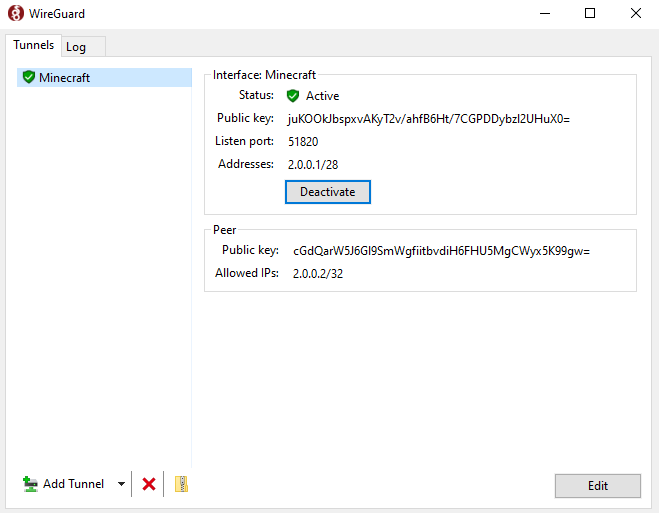 WireGuard
Tunnels Log
Minecraft
Interface: Minecraft
Status: Active
Public key: juKOOkJbspxvAKyT2v/ahfB6Ht/7CGPDDybzI2UHuX0=
Listen port: 51820
Addresses: 2.0.0.1/28
Deactivate
Peer
Public key: cGdQarW5J6GI9SmWgfiitbvdiH6FHU5MgCWyx5K99gw=
Allowed IPs: 2.0.0.2/32
Add Tunnel
Edit